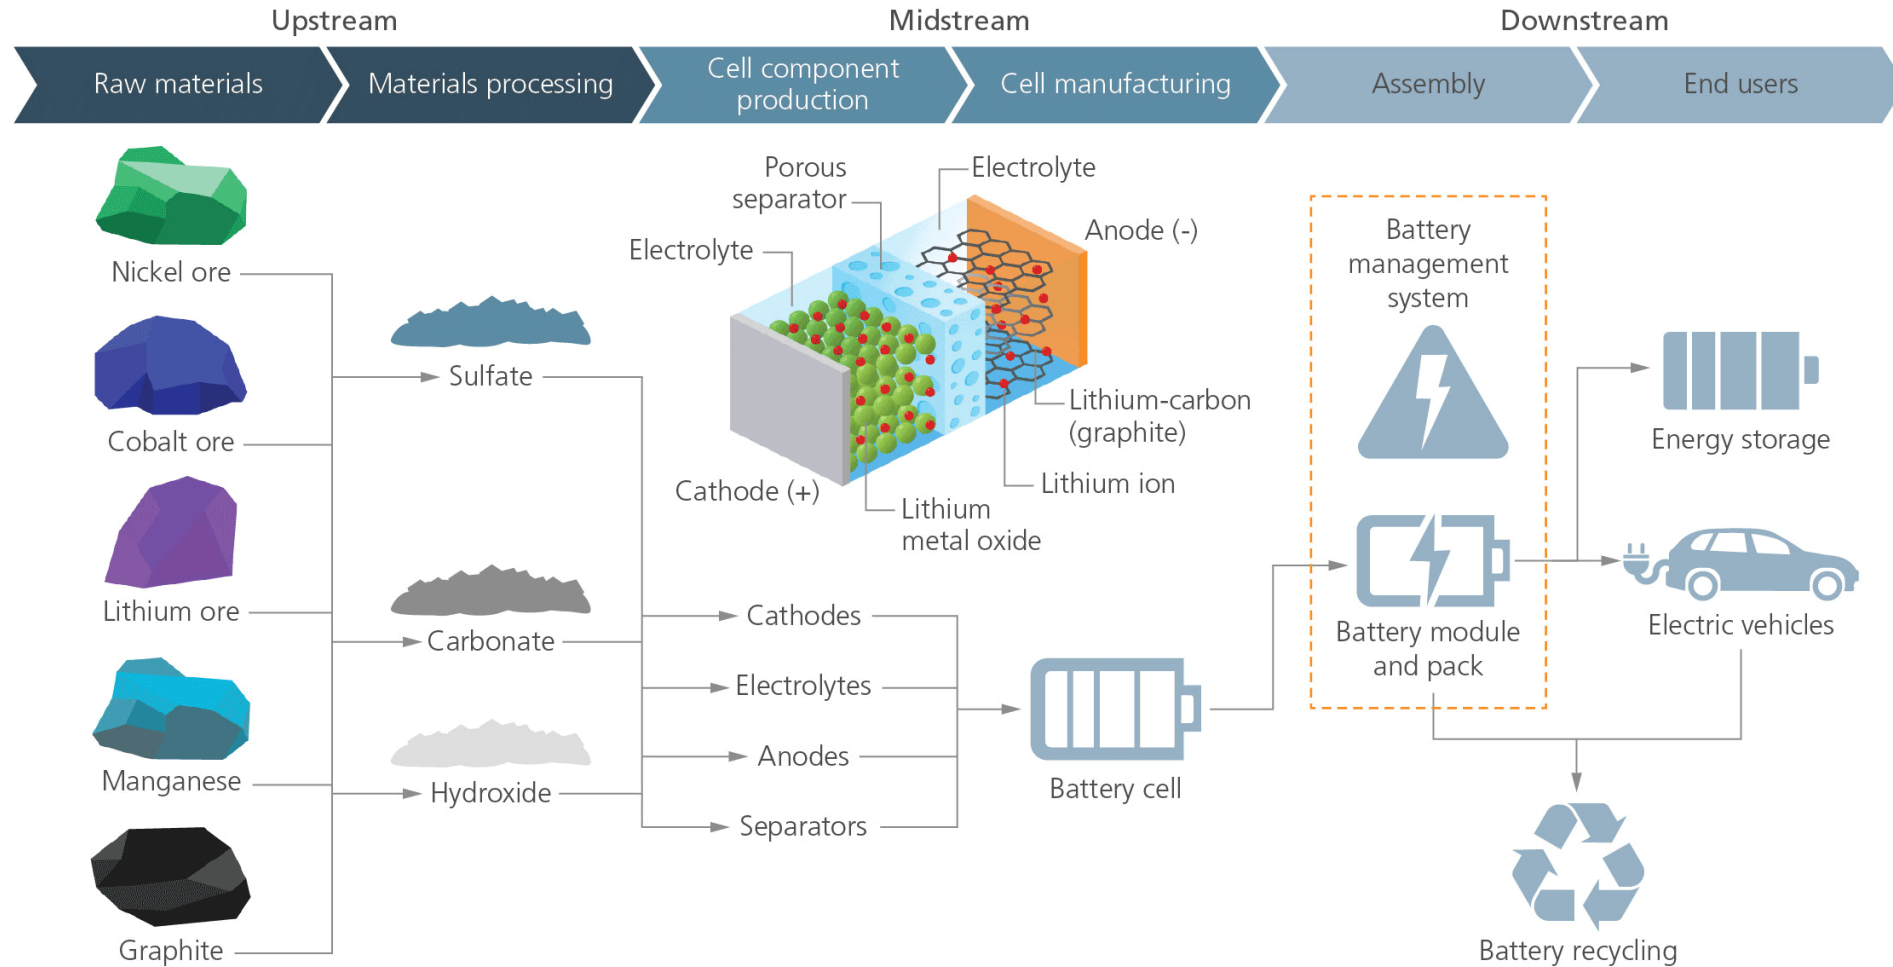 Upstream
Midstream
Downstream
Raw materials
Materials processing
Cell component
production
Cell manufacturing
Assembly
End users
Nickel ore
Cobalt ore
Lithium ore
Manganese
Graphite
Sulfate
Carbonate
Hydroxide
Porous
separator
Electrolyte
Electrolyte
Anode (-)
Cathode (+)
Lithium-carbon
(graphite)
Lithium ion
Lithium
metal oxide
Cathodes
Electrolytes
Anodes
Separators
Battery cell
Battery
management
system
Battery module
and pack
Energy storage
Electric vehicles
Battery recycling